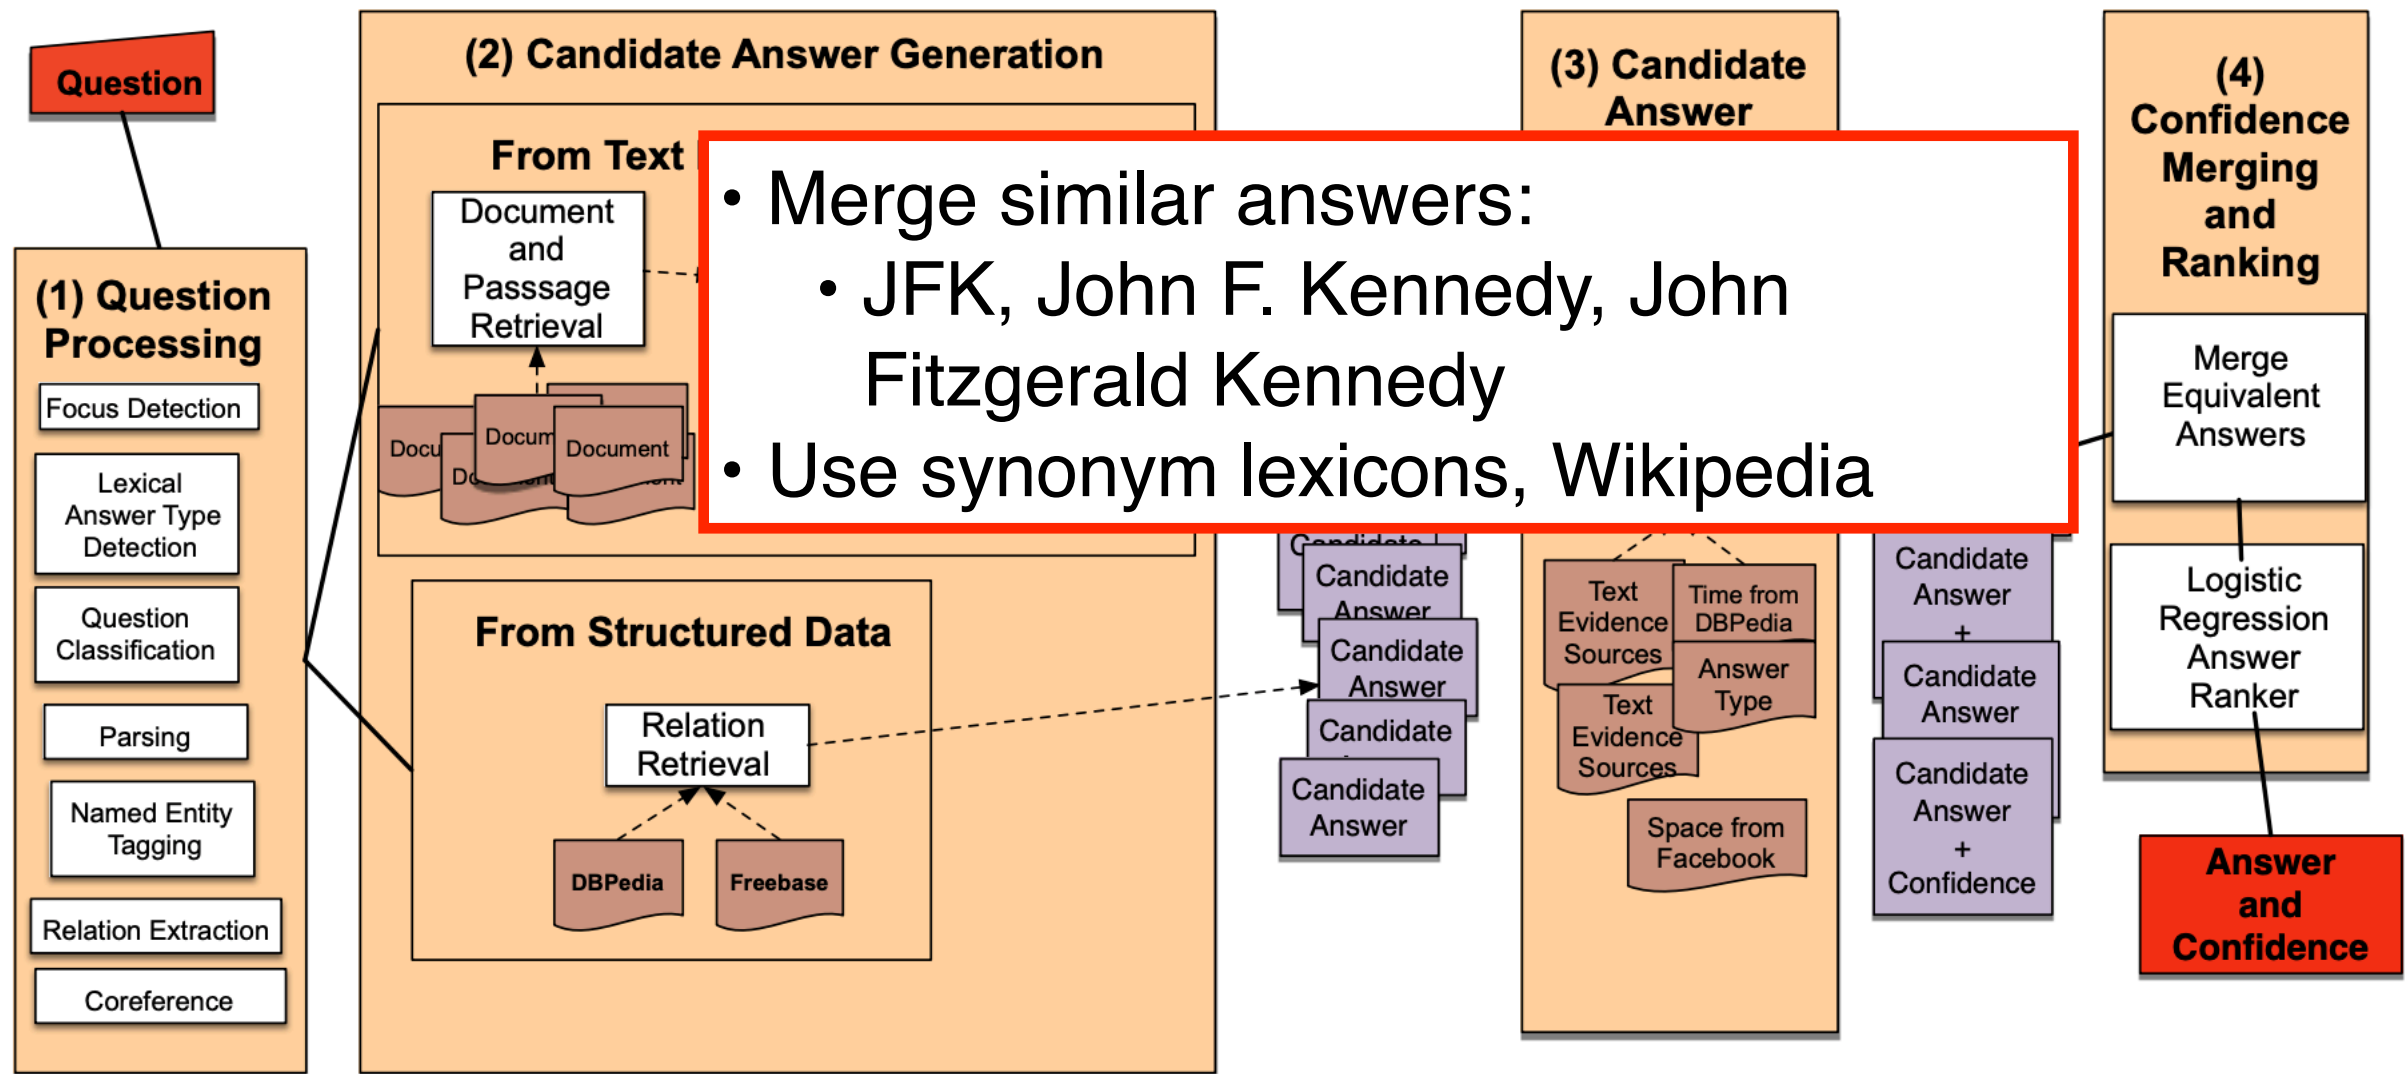 Question
(1) Question
Processing
Focus Detection
Lexical
Answer Type
Detection
Question
Classification
Parsing
Named Entity
Tagging
Relation Extraction
Coreference
(2) Candidate Answer Generation
From Text
Document
and
Passsage
Retrieval
Docu
Docum
Document
From Structured Data
Relation
Retrieval
DBPedia
Freebase
• Merge similar answers:
• JFK, John F. Kennedy, John
Fitzgerald Kennedy
• Use synonym lexicons, Wikipedia
Candidate
Candidate
Answer
Candidate
Answer
Candidate
Candidate
Answer
(3) Candidate
Answer
Text
Evidence
Sources
Time from
DBPedia
Answer
Type
Text
Evidence
Sources
Space from
Facebook
Candidate
Answer
+
Candidate
Answer
Candidate
Answer
+
Confidence
(4)
Confidence
Merging
and
Ranking
Merge
Equivalent
Answers
Logistic
Regression
Answer
Ranker
Answer
and
Confidence